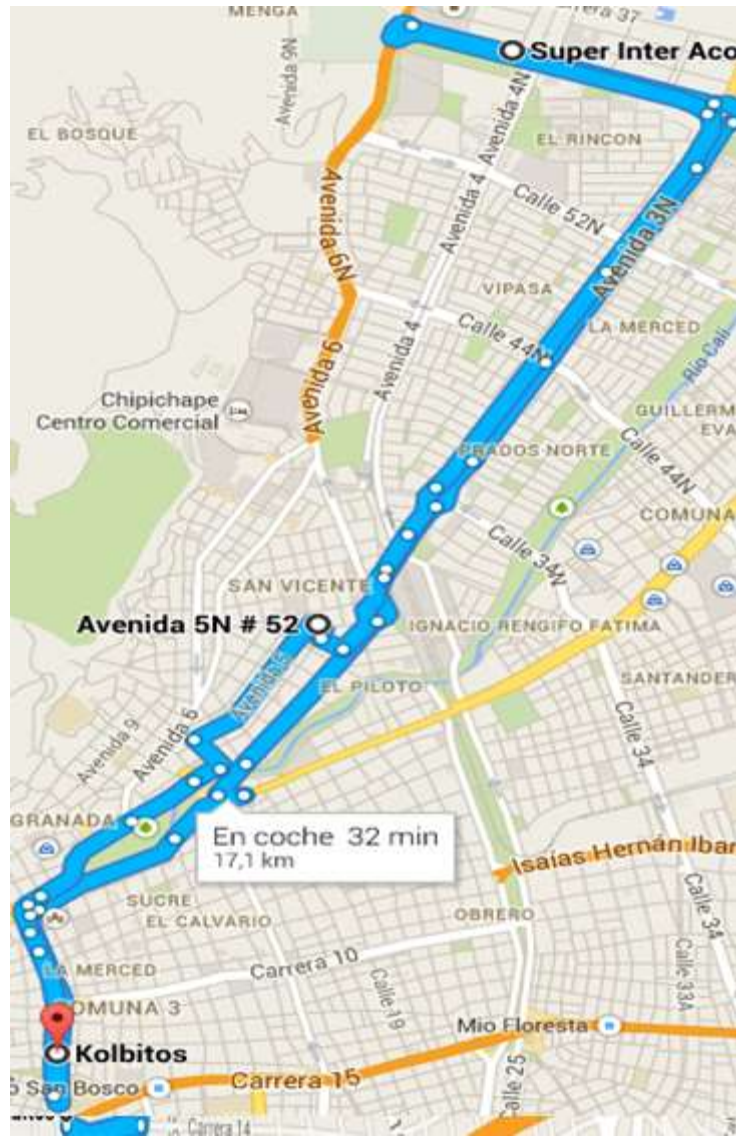 MENGA
Carrera 37
Super Inter Aco
Avenida 9N
EL BOSQUE
EL RINCON
Avenida 4N
Calle 52N
Avenida 6N
Avenida 4
Avenida 3N
VIPASA
LA MERCED
Calle 44N
Río Cali
Avenida 4
Avenida 6
Chipichape
Centro Comercial
GUILLERM
EVA
PRADOS NORTE
Calle 44N
COMUNA
Calle 34N
SAN VICENTE
Avenida 5N # 52
IGNACIO RENGIFO
FATIMA
SANTANDER
EL PILOTO
Avenida 5
Avenida 6
Avenida 9
Calle 34
GRANADA
En coche 32 min
17,1 km
Isaías Hernán Ibar
SUCRE
EL CALVARIO
OBRERO
Calle 34
LA MERCED
Carrera 10
Calle 19
Calle 33A
COMUNA 3
Mio Floresta
Kolbitos
San Bosco
Carrera 15
Calle 25
Carrera 14